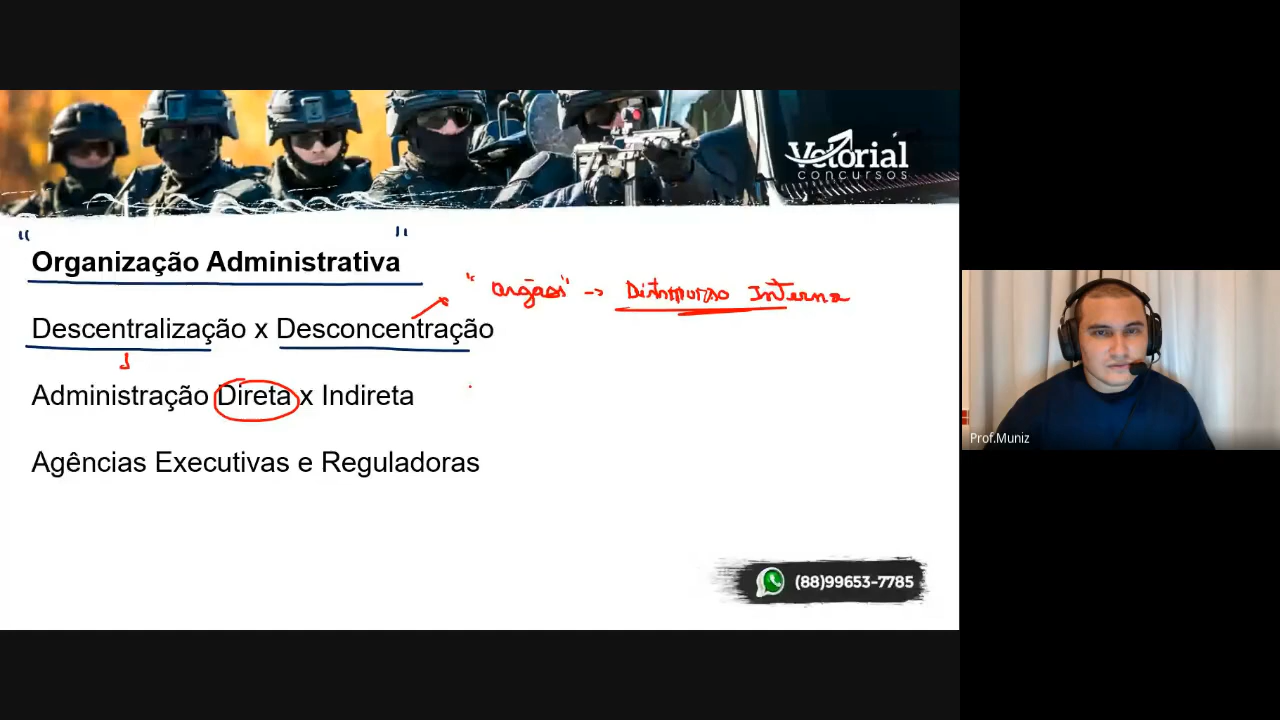 Vetorial
concursos
" Organização Administrativa "
"órgãos" -> Distribuição Interna
Descentralização x Desconcentração
Administração Direta x Indireta
Agências Executivas e Reguladoras
(88)99653-7785
Prof.Muniz